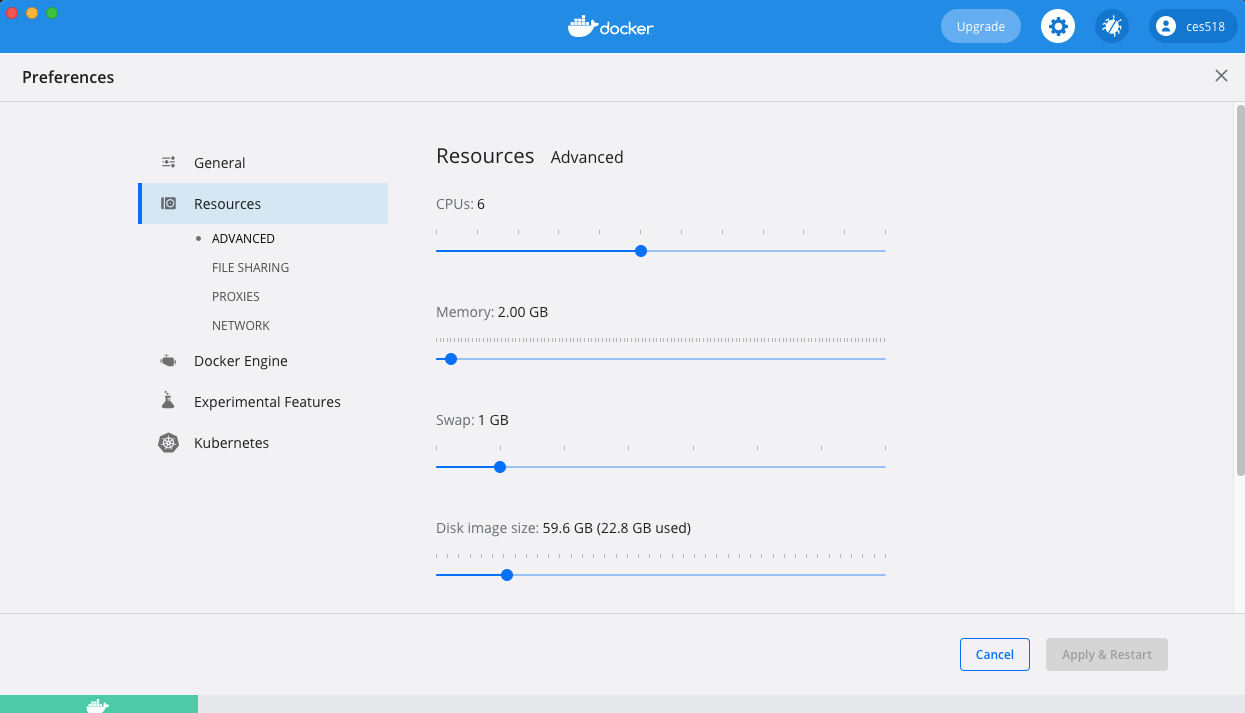 docker
Upgrade
ces518
Preferences
General
Resources
ADVANCED
FILE SHARING
PROXIES
NETWORK
Docker Engine
Experimental Features
Kubernetes
Resources Advanced
CPUs: 6
Memory: 2.00 GB
Swap: 1 GB
Disk image size: 59.6 GB (22.8 GB used)
Cancel
Apply & Restart